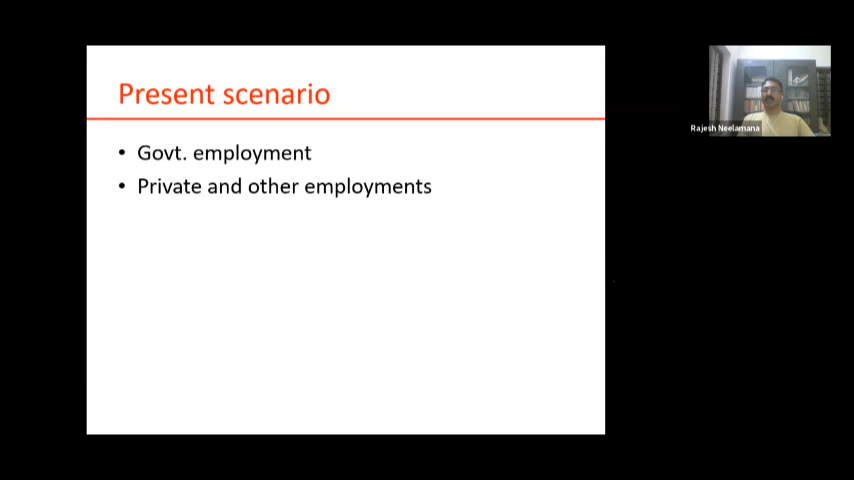 Present scenario
• Govt. employment
• Private and other employments
Rajesh Neelamana